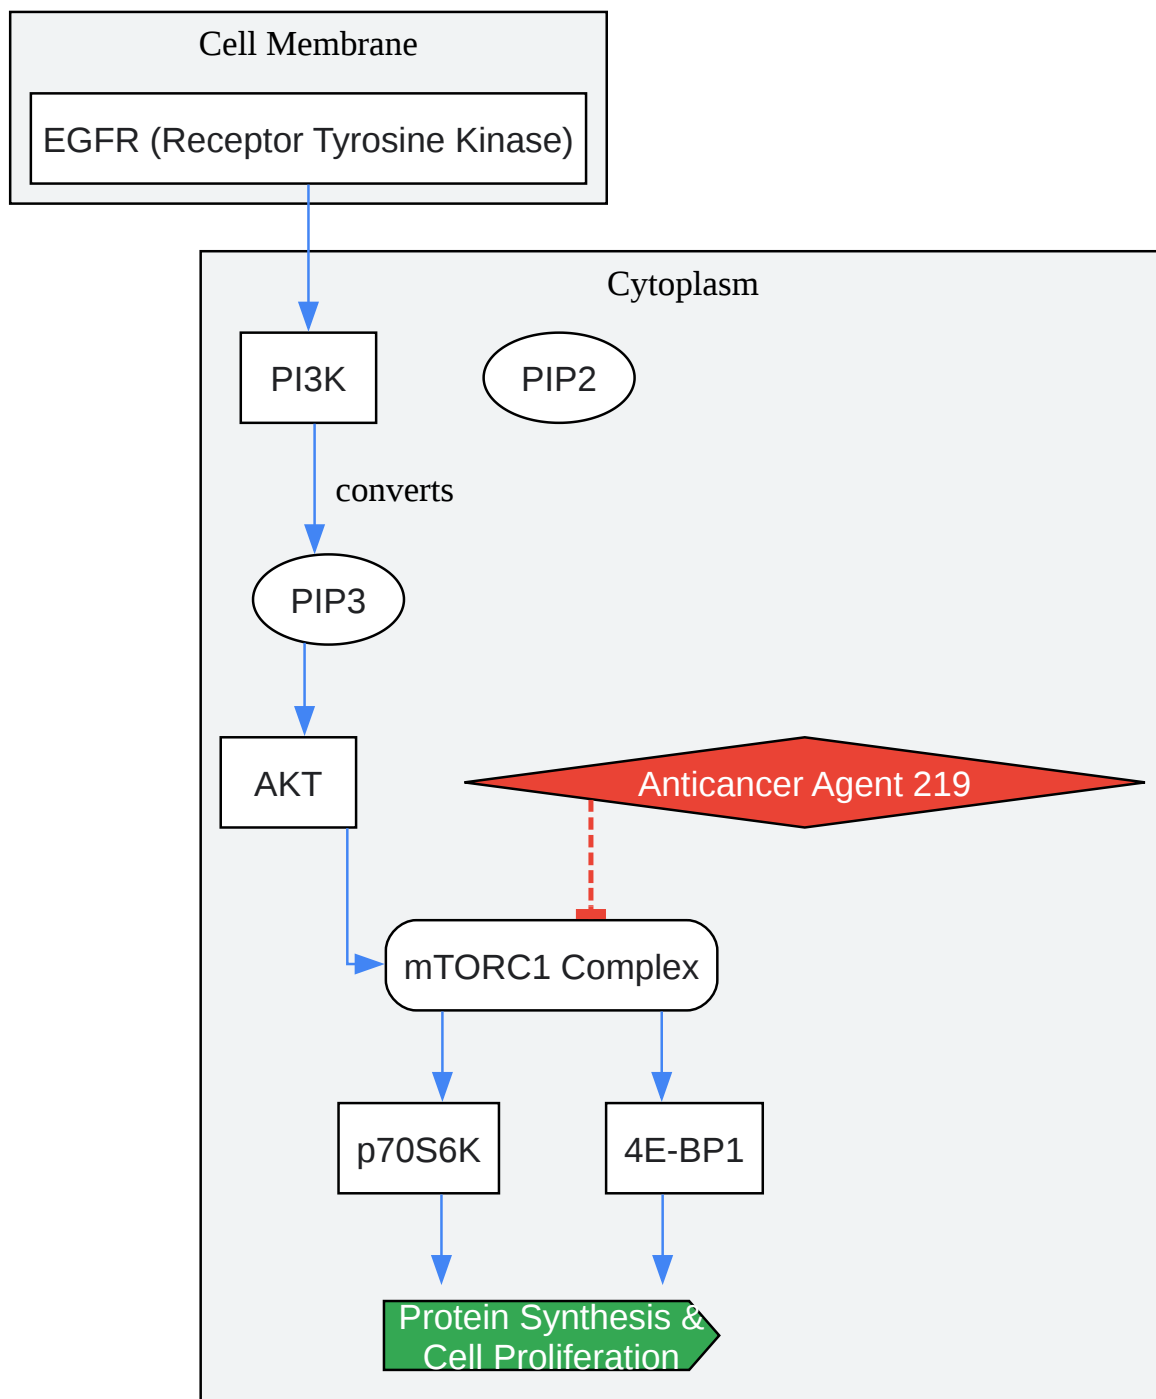 Cell Membrane
EGFR (Receptor Tyrosine Kinase)
Cytoplasm
PI3K
PIP2
converts
PIP3
AKT
Anticancer Agent 219
mTORC1 Complex
p70S6K
4E-BP1
Protein Synthesis &
Cell Proliferation